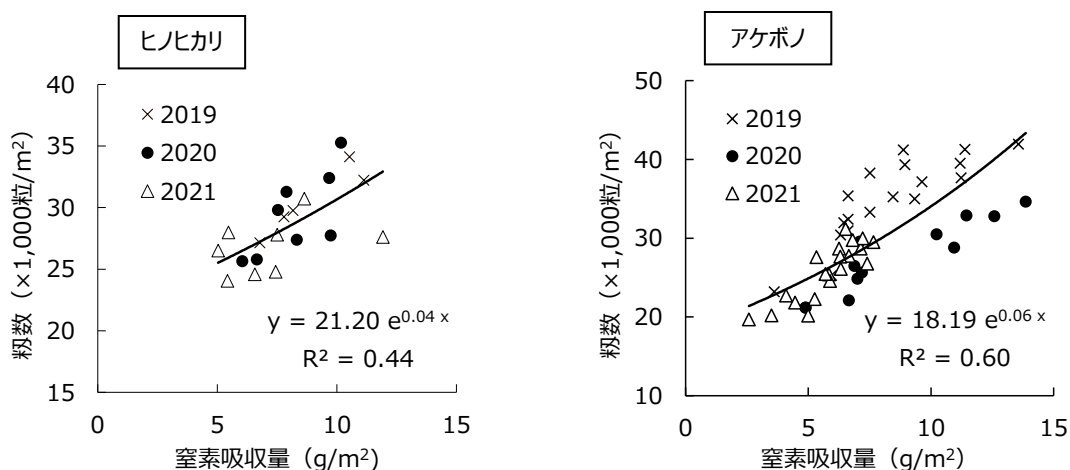 ヒノヒカリ
籾数（×1,000粒/m²）
40
35
30
25
20
15
× 2019
● 2020
△ 2021
y = 21.20 e^0.04 x
R² = 0.44
0 5 10 15
窒素吸収量（g/m²)
アケボノ
籾数（×1,000粒/m²）
50
40
30
20
10
× 2019
● 2020
△ 2021
y = 18.19 e^0.06 x
R² = 0.60
0 5 10 15
窒素吸収量（g/m²）